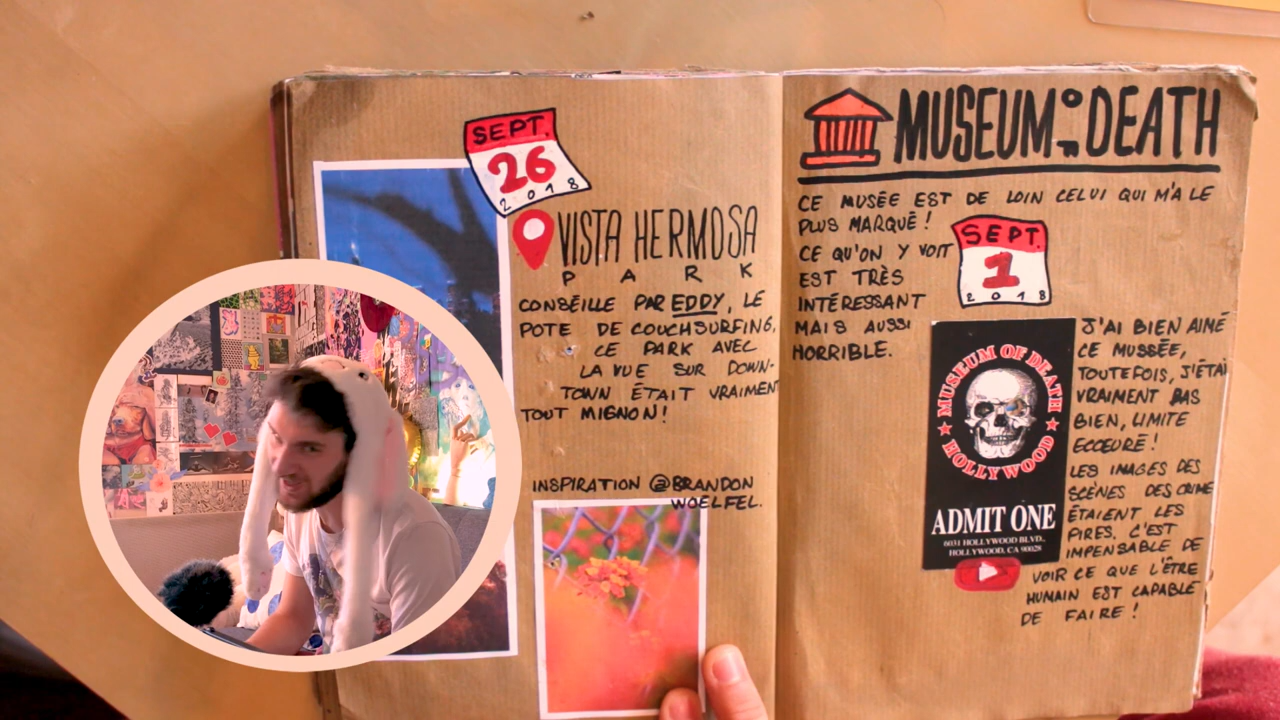 SEPT.
26
2018
VISTA HERMOSA
PARK
CONSEILLE PAR EDDY, LE
POTE DE COUCHSURFING,
CE PARK AVEC
LA VUE SUR DOWN-
TOWN ÉTAIT VRAIMENT
TOUT MIGNON!
INSPIRATION @BRANDON
WOELFEL.
MUSEUM OF DEATH
CE MUSÉE EST DE LOIN CELUI QUI M'A LE
PLUS MARQUÉ!
CE QU'ON Y VOIT
EST TRÈS
INTÉRESSANT
MAIS AUSSI
HORRIBLE.
SEPT.
1
2018
MUSEUM OF DEATH
HOLLYWOOD
ADMIT ONE
6031 HOLLYWOOD BLVD.,
HOLLYWOOD, CA 90028
J'AI BIEN AIMÉ
CE MUSSÉE,
TOUTEFOIS, J'ÉTAI
VRAIMENT PAS
BIEN, LIMITE
ECŒURÉ!
LES IMAGES DES
SCÈNES DES CRIME
ÉTAIENT LES
PIRES. C'EST
IMPENSABLE DE
VOIR CE QUE L'ÊTRE
HUMAIN EST CAPABLE
DE FAIRE!